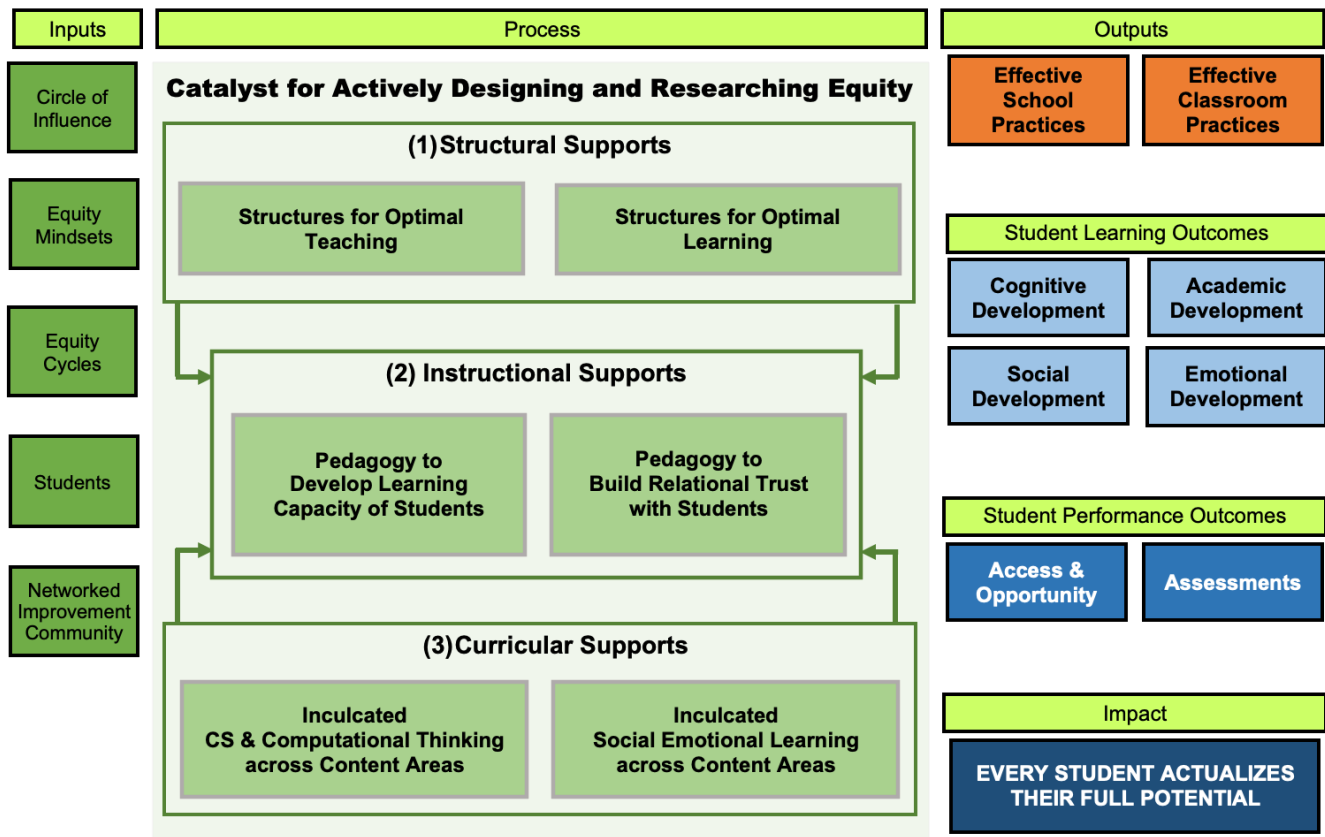 Inputs
Process
Outputs
Circle of
Influence
Equity
Mindsets
Equity
Cycles
Students
Networked
Improvement
Community
Catalyst for Actively Designing and Researching Equity
(1)Structural Supports
Structures for Optimal
Teaching
Structures for Optimal
Learning
(2) Instructional Supports
Pedagogy to
Develop Learning
Capacity of Students
Pedagogy to
Build Relational Trust
with Students
(3)Curricular Supports
Inculcated
CS & Computational Thinking
across Content Areas
Inculcated
Social Emotional Learning
across Content Areas
Effective
School
Practices
Effective
Classroom
Practices
Student Learning Outcomes
Cognitive
Development
Academic
Development
Social
Development
Emotional
Development
Student Performance Outcomes
Access &
Opportunity
Assessments
Impact
EVERY STUDENT ACTUALIZES
THEIR FULL POTENTIAL